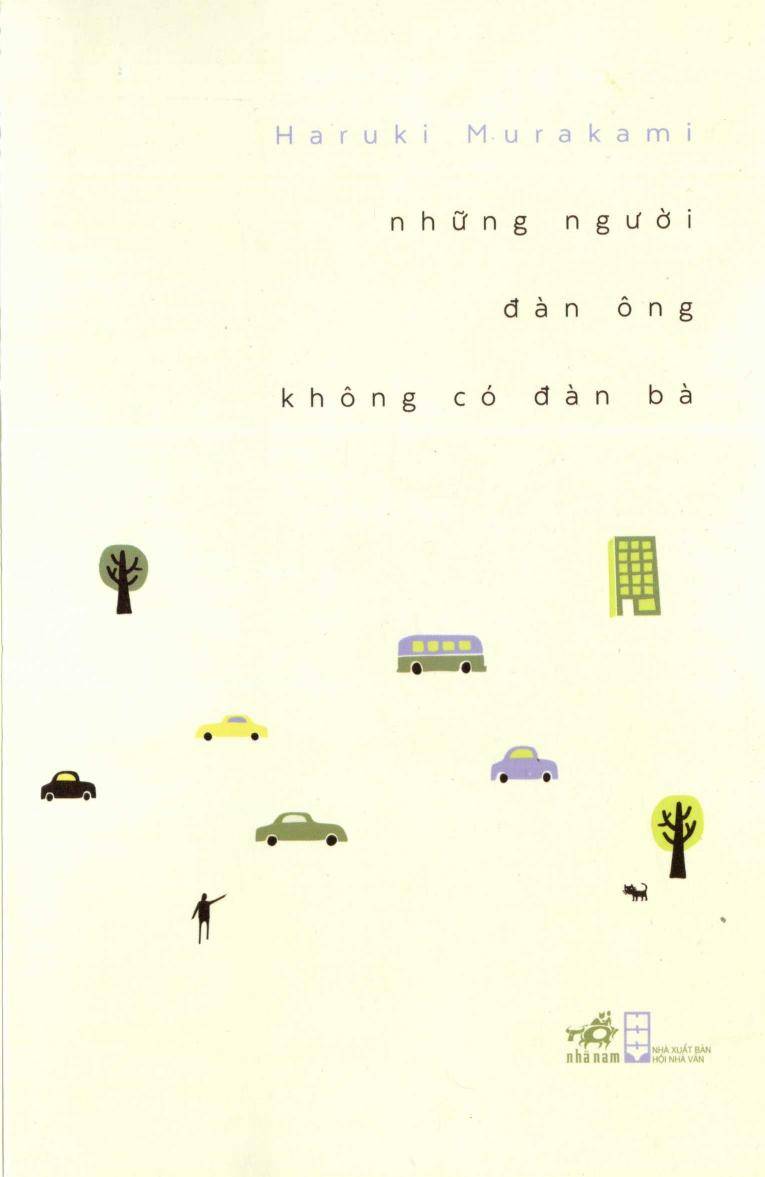 Haruki Murakami
những người
đàn ông
không có đàn bà
nhã nam
NHÀ XUẤT BẢN
HỘI NHÀ VĂN